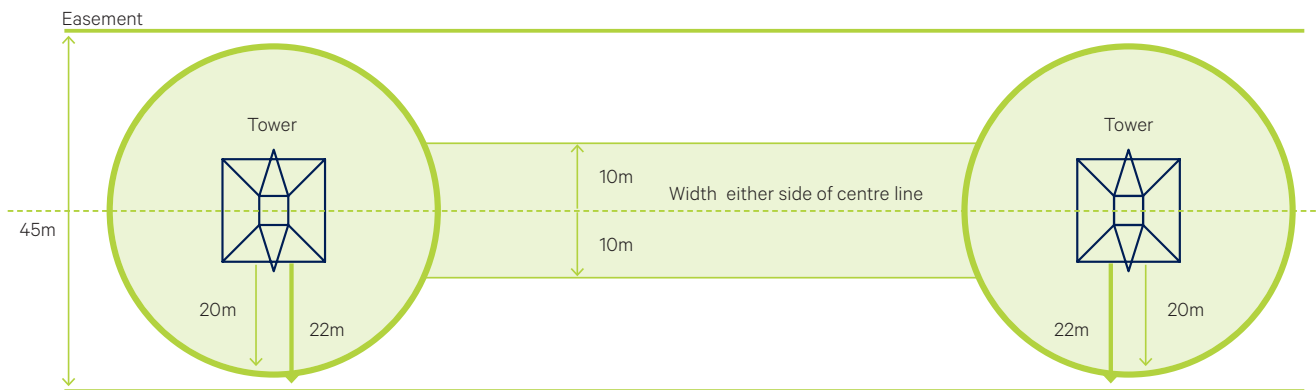 Easement
Tower
Tower
10m
Width either side of centre line
45m
10m
20m
22m
22m
20m